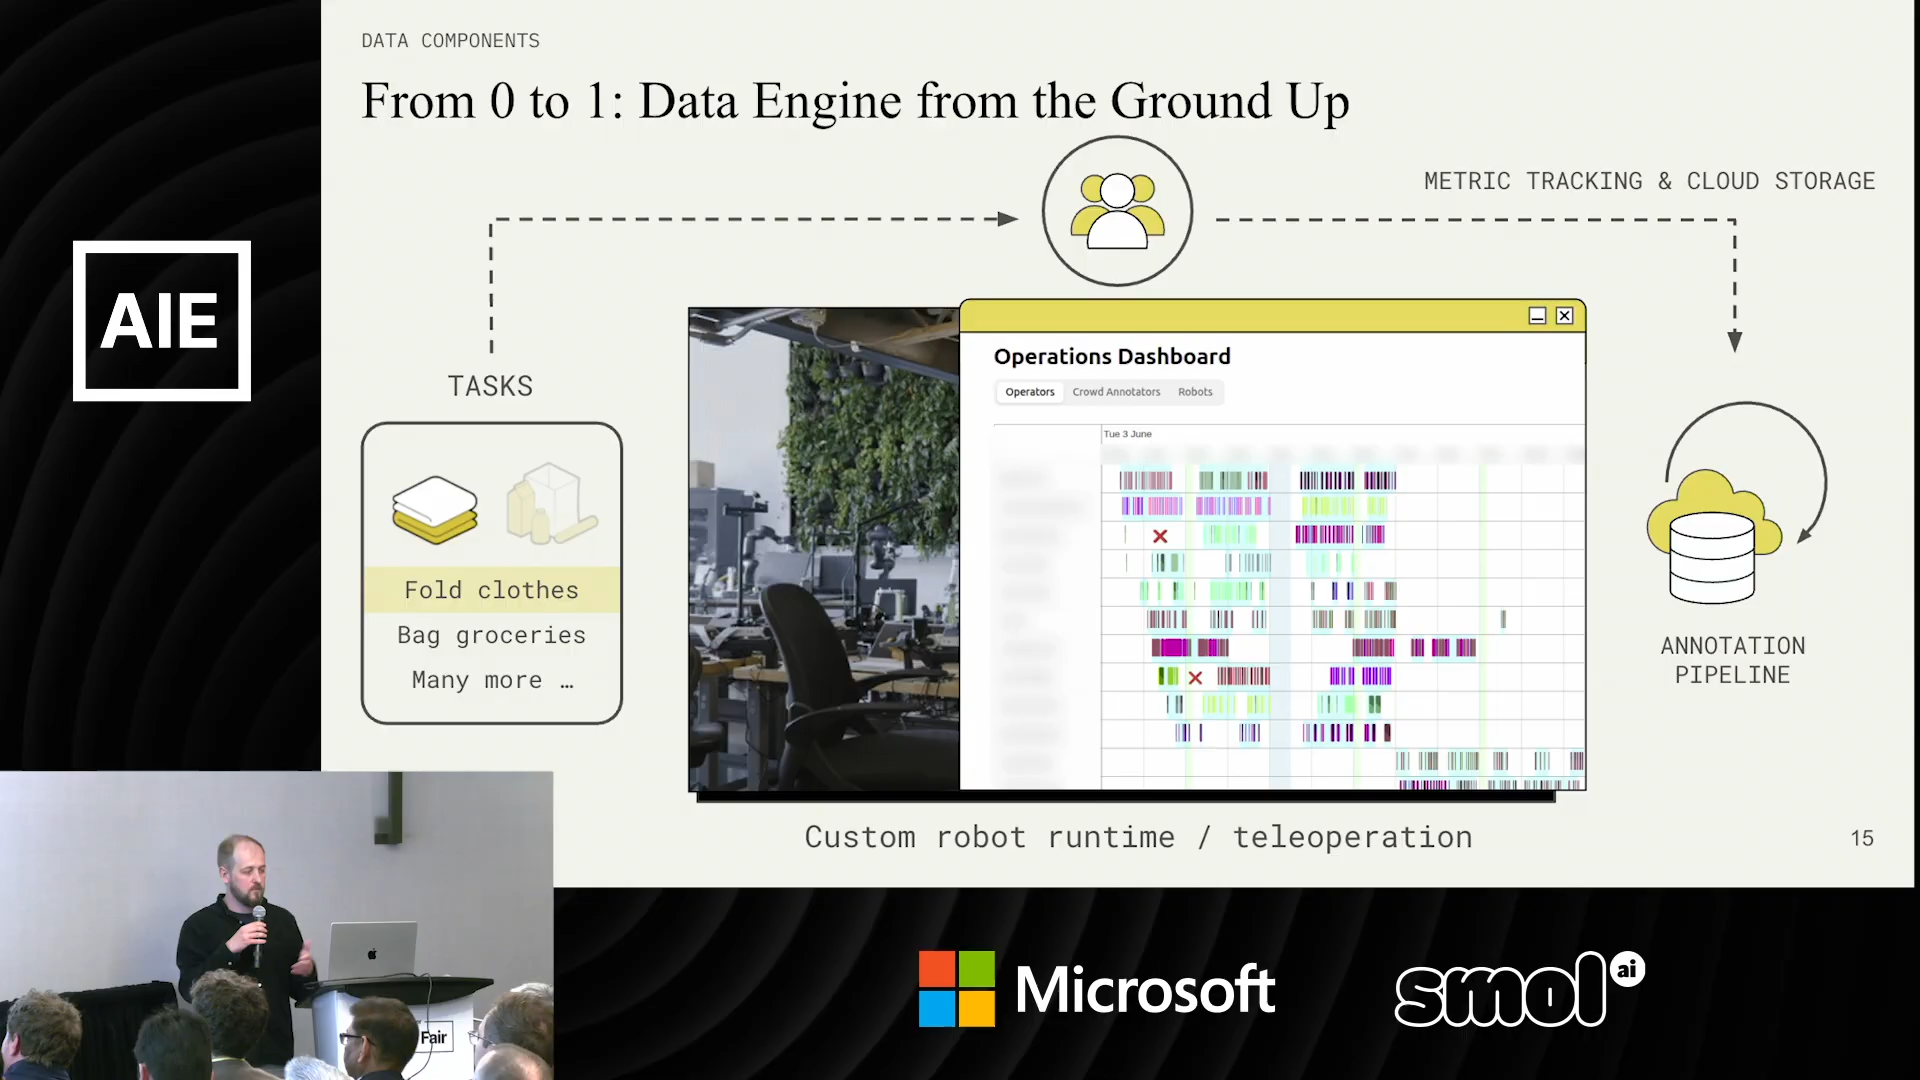 DATA COMPONENTS
From 0 to 1: Data Engine from the Ground Up
METRIC TRACKING & CLOUD STORAGE
AIE
TASKS
Fold clothes
Bag groceries
Many more …
Operations Dashboard
Operators Crowd Annotators Robots
Tue 3 June
ANNOTATION
PIPELINE
Custom robot runtime / teleoperation
15
Fair
Microsoft
smol ai